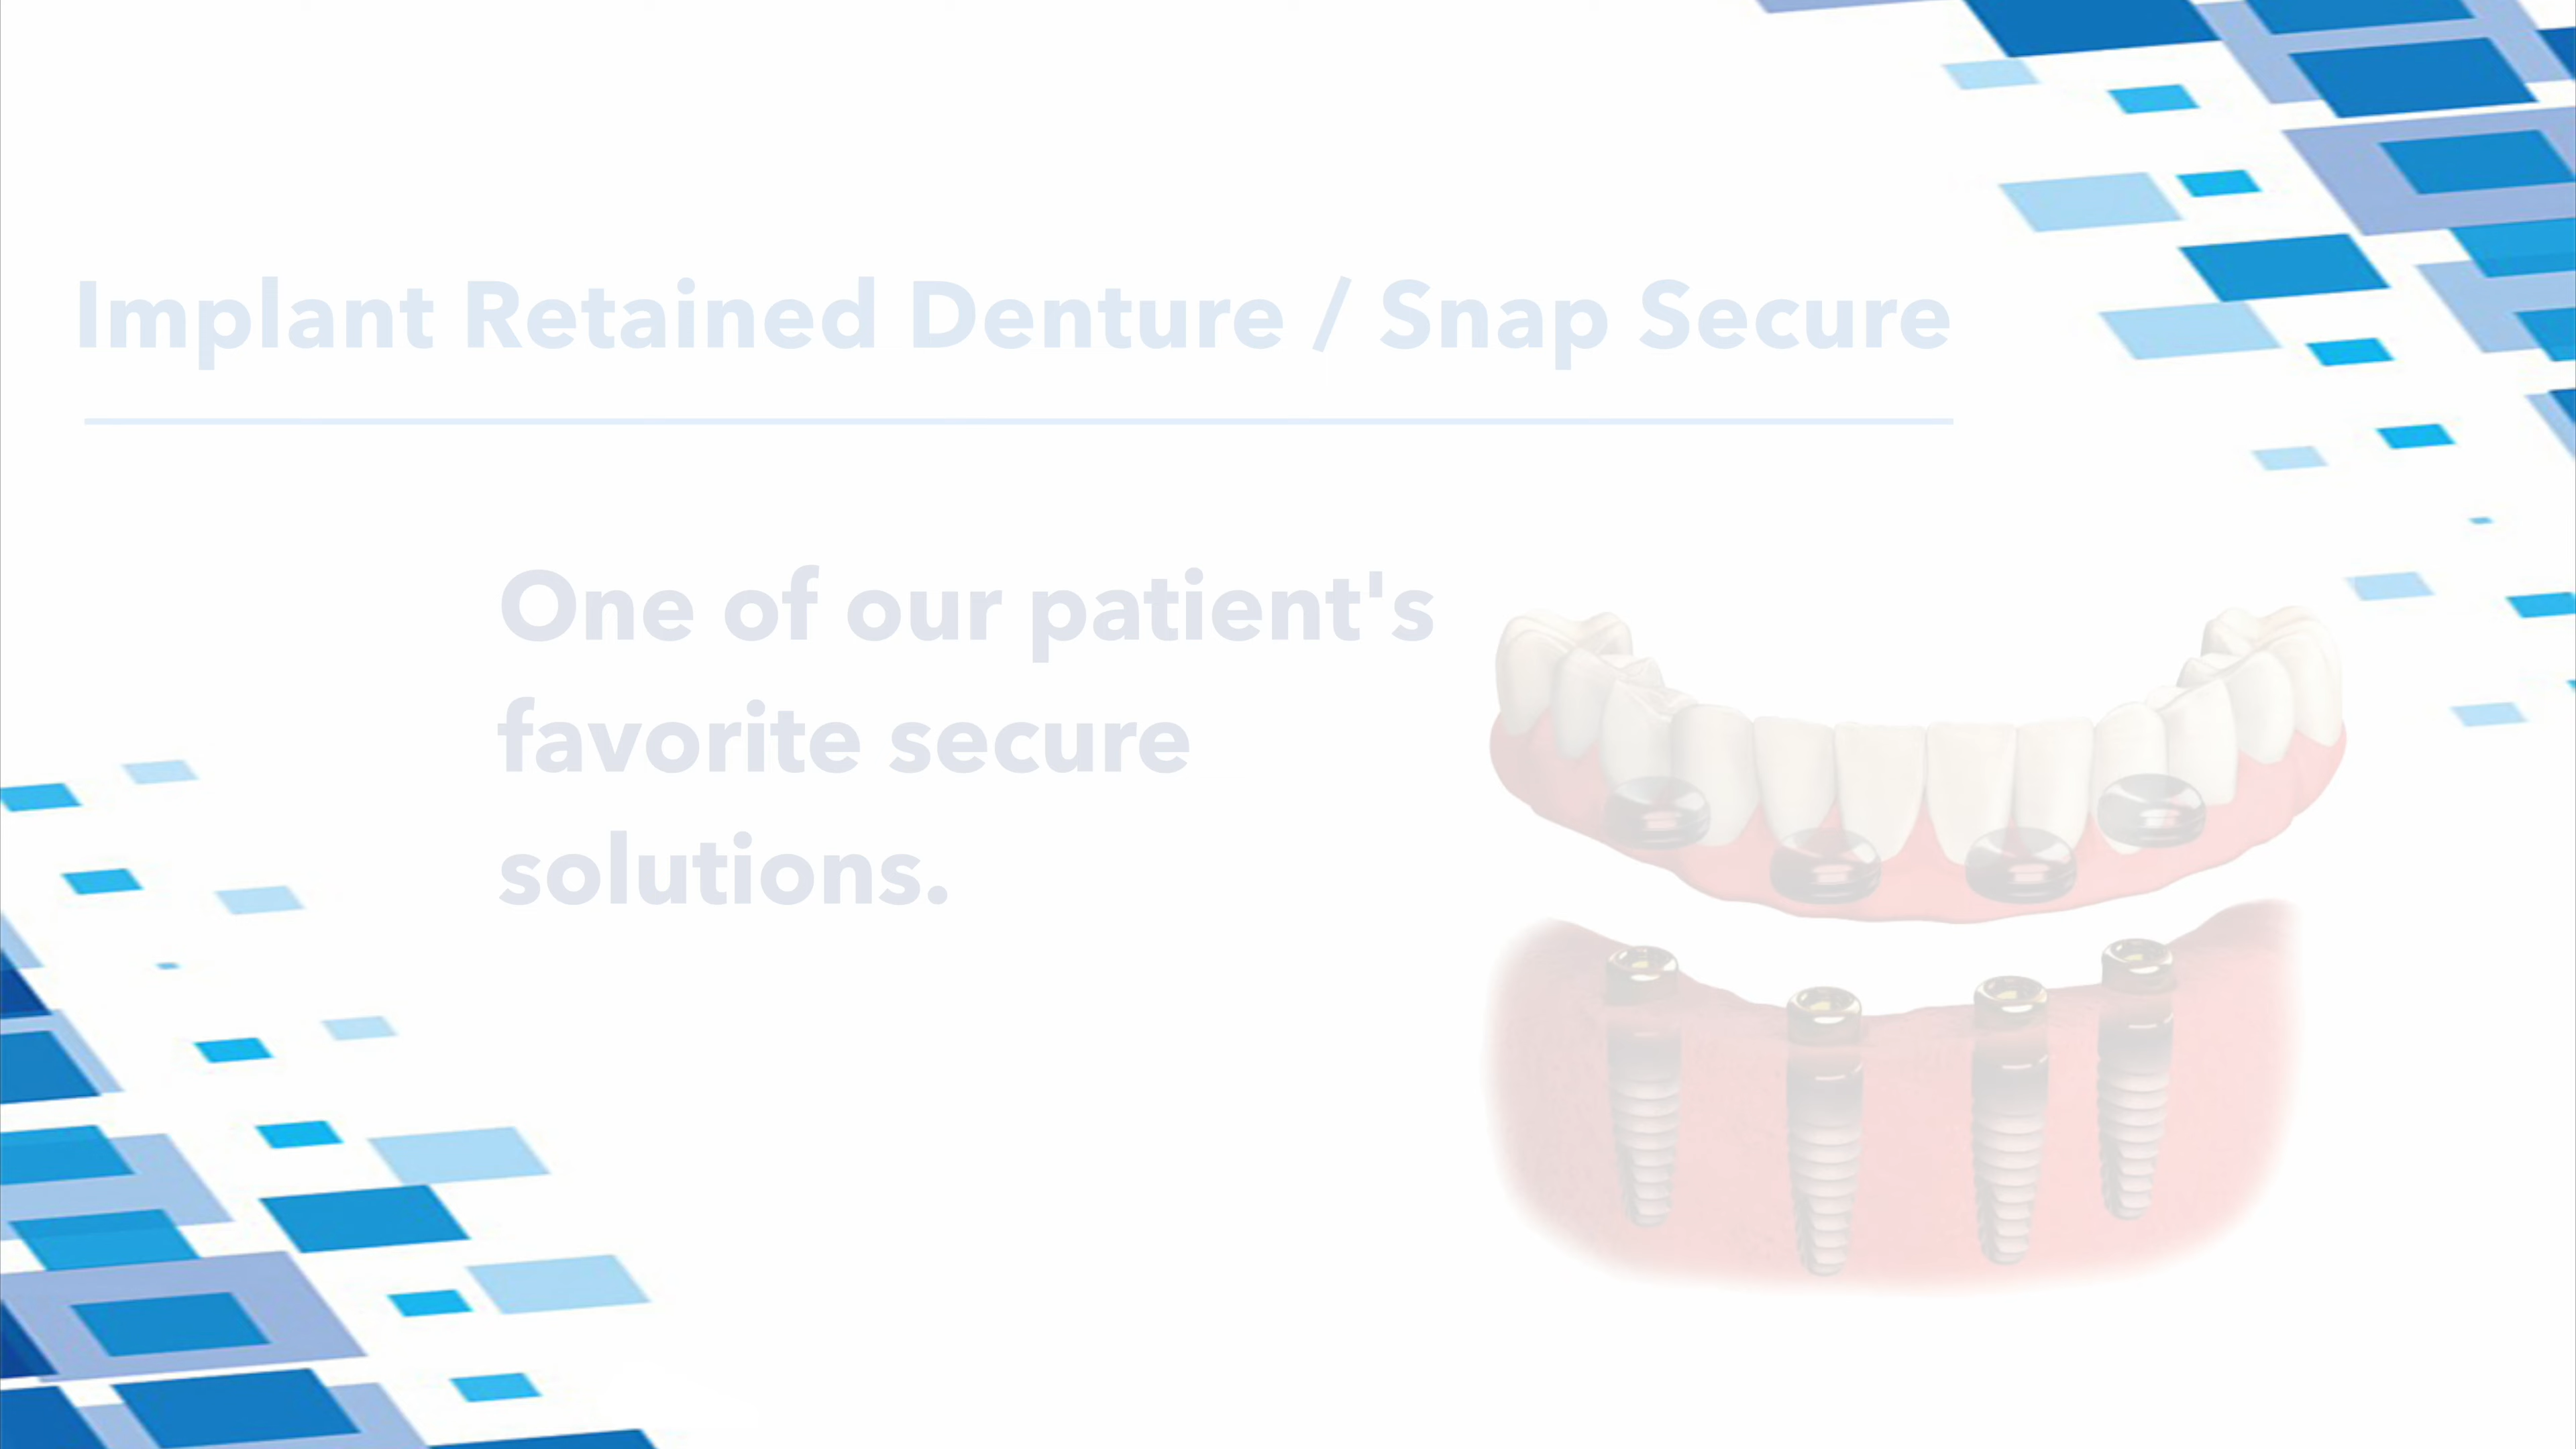 Implant Retained Denture / Snap Secure
One of our patient's
favorite secure
solutions.